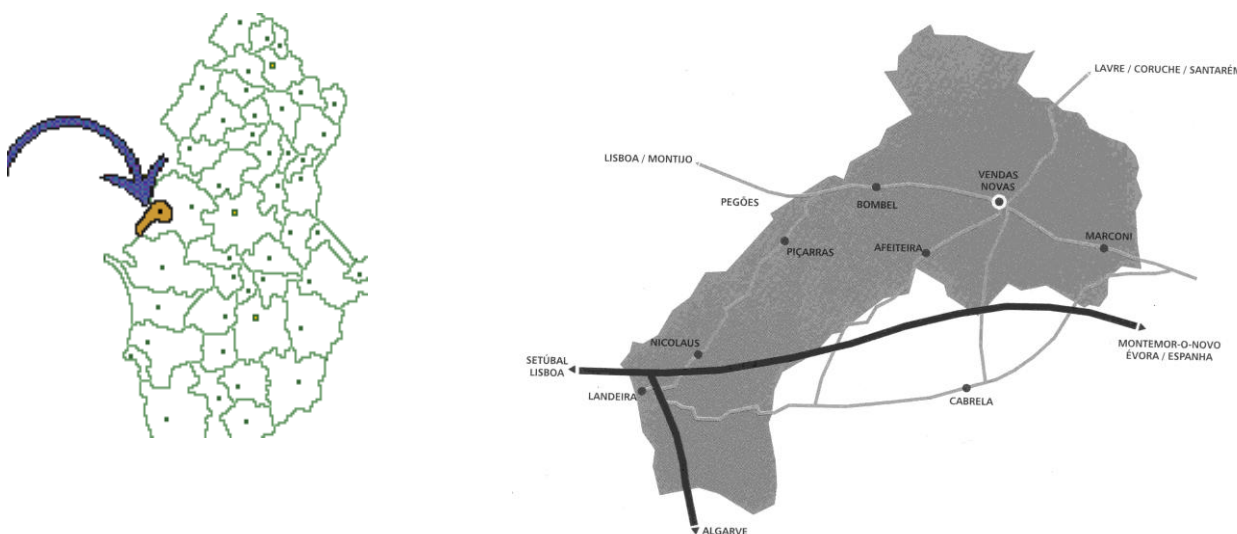 LAVRE / CORUCHE / SANTARÉM
LISBOA / MONTIJO
VENDAS
NOVAS
PEGÕES
BOMBEL
MARCONI
PIÇARRAS
AFEITEIRA
NICOLAUS
MONTEMOR-O-NOVO
ÉVORA / ESPANHA
SETÚBAL
LISBOA
LANDEIRA
CABRELA
ALGARVE